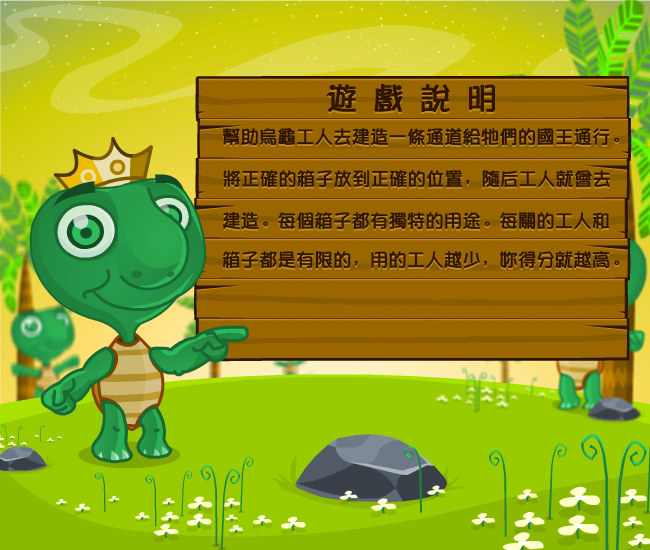 遊戲說明
幫助烏龜工人去建造一條通道給牠們的國王通行。
將正確的箱子放到正確的位置，隨后工人就會去
建造。每個箱子都有獨特的用途。每關的工人和
箱子都是有限的，用的工人越少，妳得分就越高。